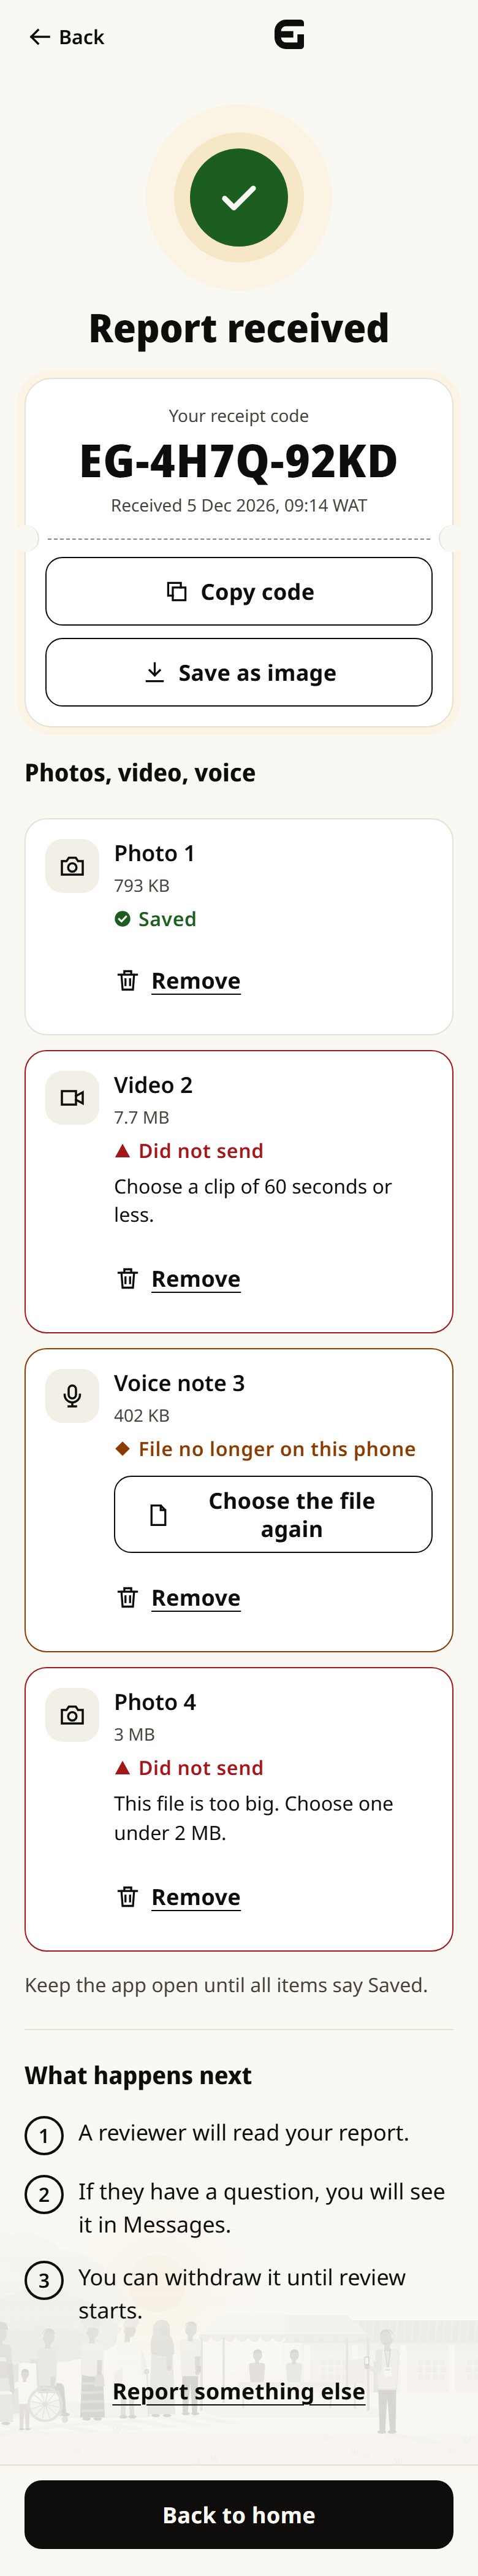 Back
Report received
Your receipt code
EG-4H7Q-92KD
Received 5 Dec 2026, 09:14 WAT
Copy code
Save as image
Photos, video, voice
Photo 1
793 KB
Saved
Remove
Video 2
7.7 MB
Did not send
Choose a clip of 60 seconds or
less.
Remove
Voice note 3
402 KB
File no longer on this phone
Choose the file
again
Remove
Photo 4
3 MB
Did not send
This file is too big. Choose one
under 2 MB.
Remove
Keep the app open until all items say Saved.
What happens next
1 A reviewer will read your report.
2 If they have a question, you will see
it in Messages.
3 You can withdraw it until review
starts.
Report something else
Back to home